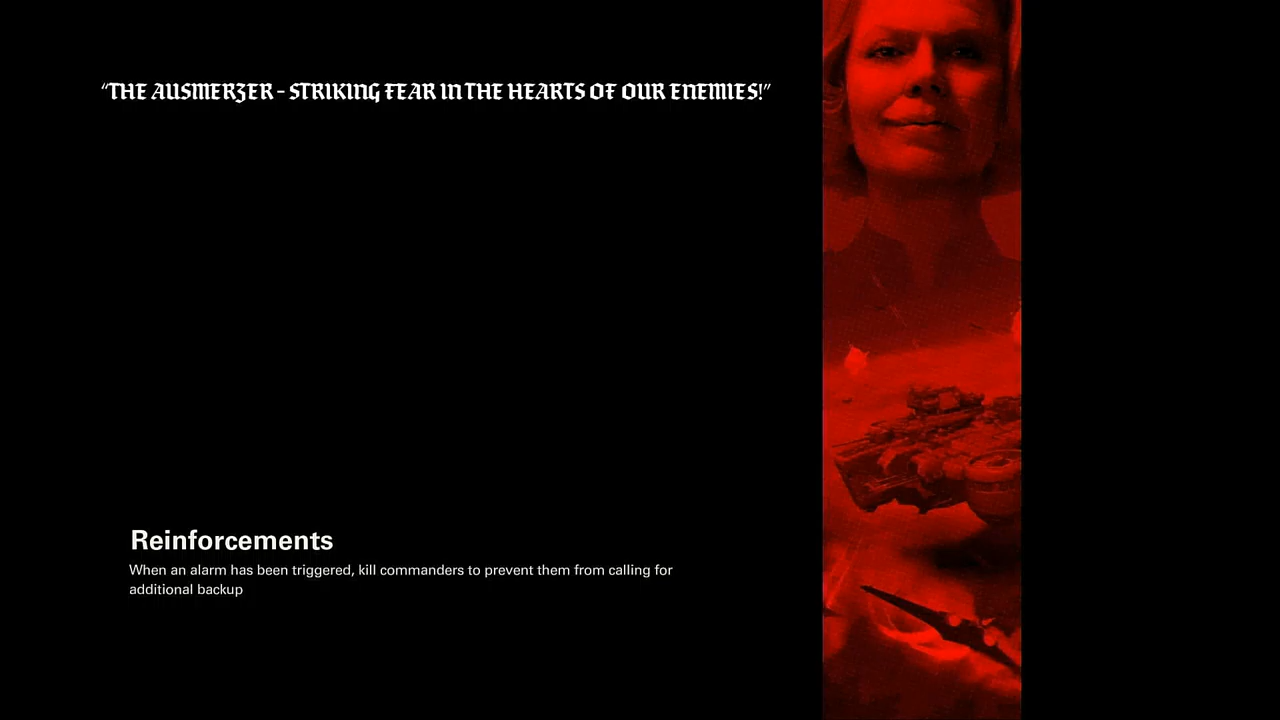 “THE AUSMERZER – STRIKING FEAR IN THE HEARTS OF OUR ENEMIES!”
Reinforcements
When an alarm has been triggered, kill commanders to prevent them from calling for
additional backup